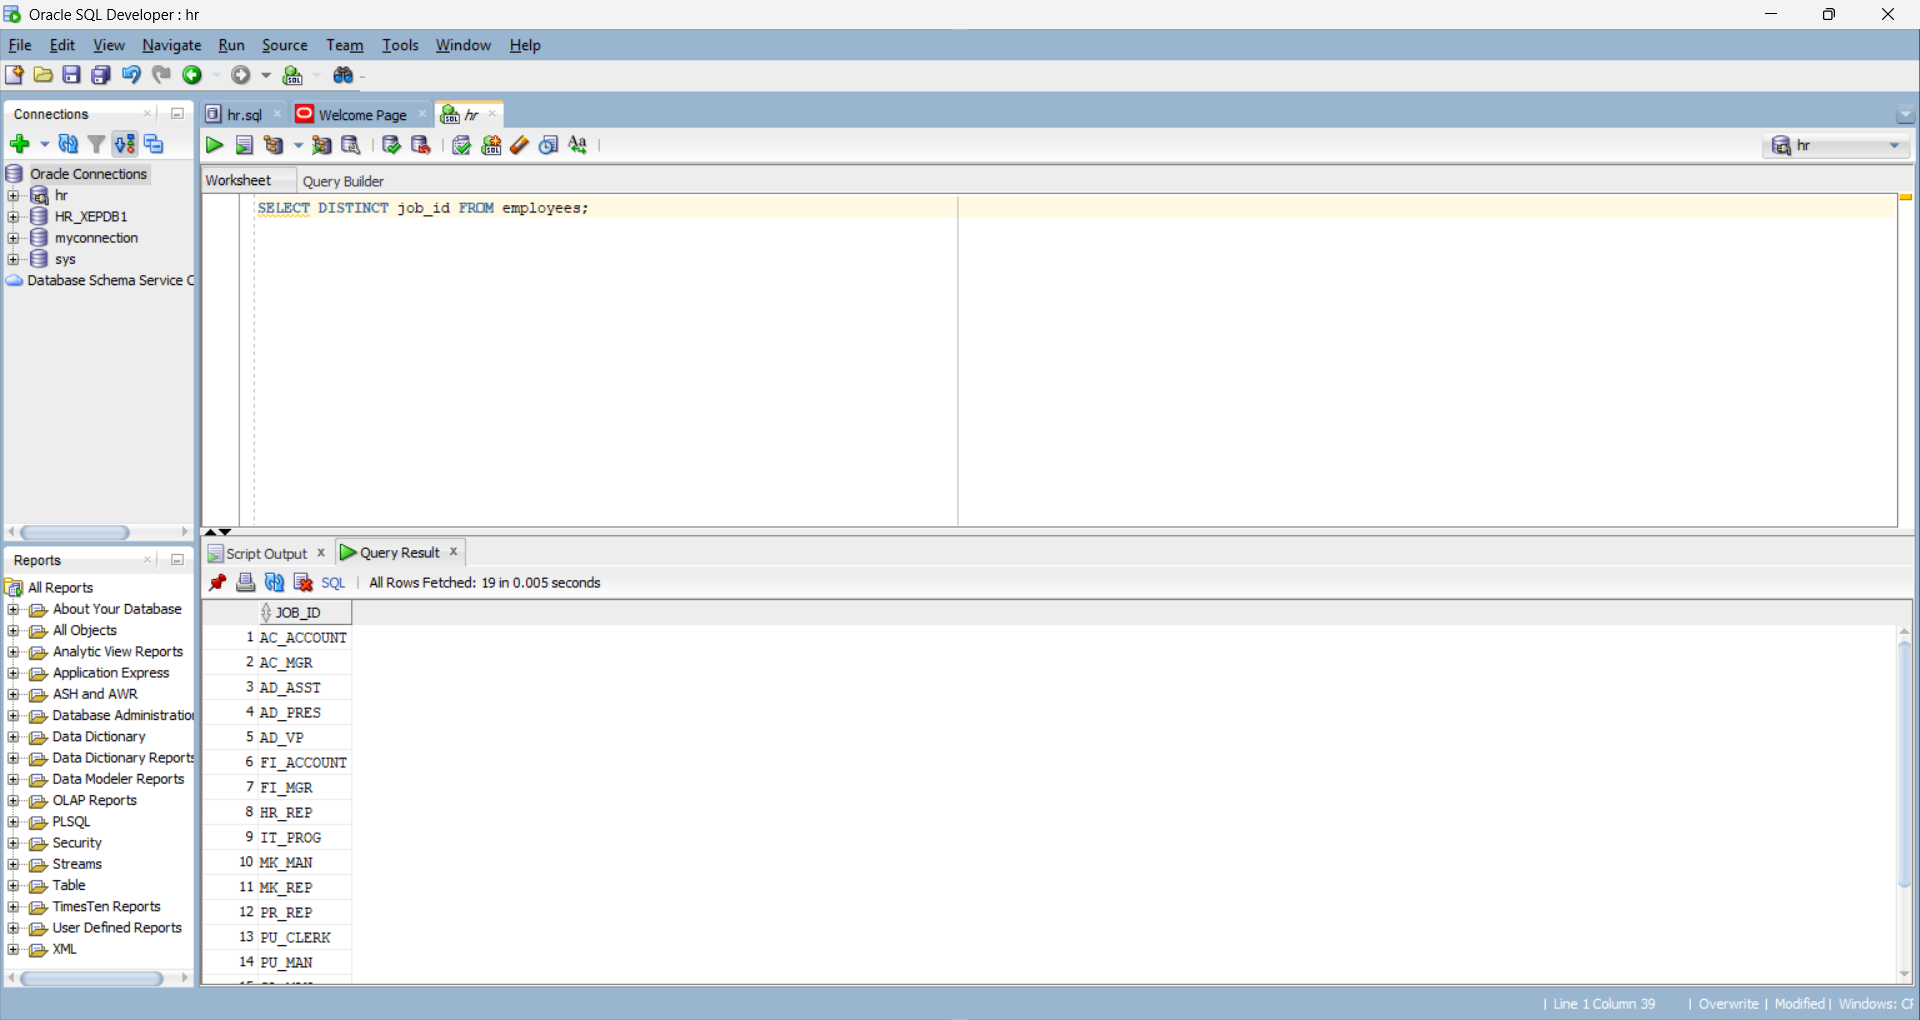 Oracle SQL Developer : hr
File Edit View Navigate Run Source Team Tools Window Help
Connections
Oracle Connections
hr
HR_XEPDB1
myconnection
sys
Database Schema Service C
hr.sql
Welcome Page
hr
hr
Worksheet
Query Builder
SELECT DISTINCT job_id FROM employees;
Reports
All Reports
About Your Database
All Objects
Analytic View Reports
Application Express
ASH and AWR
Database Administration
Data Dictionary
Data Dictionary Reports
Data Modeler Reports
OLAP Reports
PLSQL
Security
Streams
Table
TimesTen Reports
User Defined Reports
XML
Script Output
Query Result
SQL
All Rows Fetched: 19 in 0.005 seconds
JOB_ID
1 AC_ACCOUNT
2 AC_MGR
3 AD_ASST
4 AD_PRES
5 AD_VP
6 FI_ACCOUNT
7 FI_MGR
8 HR_REP
9 IT_PROG
10 MK_MAN
11 MK_REP
12 PR_REP
13 PU_CLERK
14 PU_MAN
| Line 1 Column 39 | Overwrite | Modified | Windows: